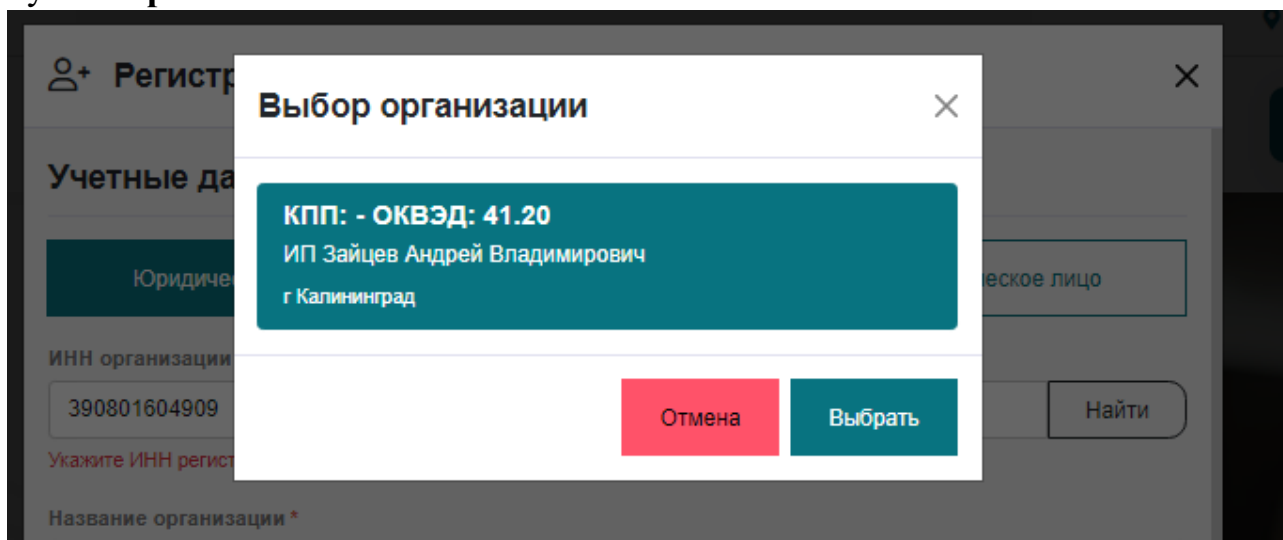 Регистр
Выбор организации
Учетные да
КПП: - ОКВЭД: 41.20
ИП Зайцев Андрей Владимирович
г Калининград
Юридичес
еское лицо
ИНН организации
390801604909
Найти
Отмена
Выбрать
Укажите ИНН регист
Название организации *